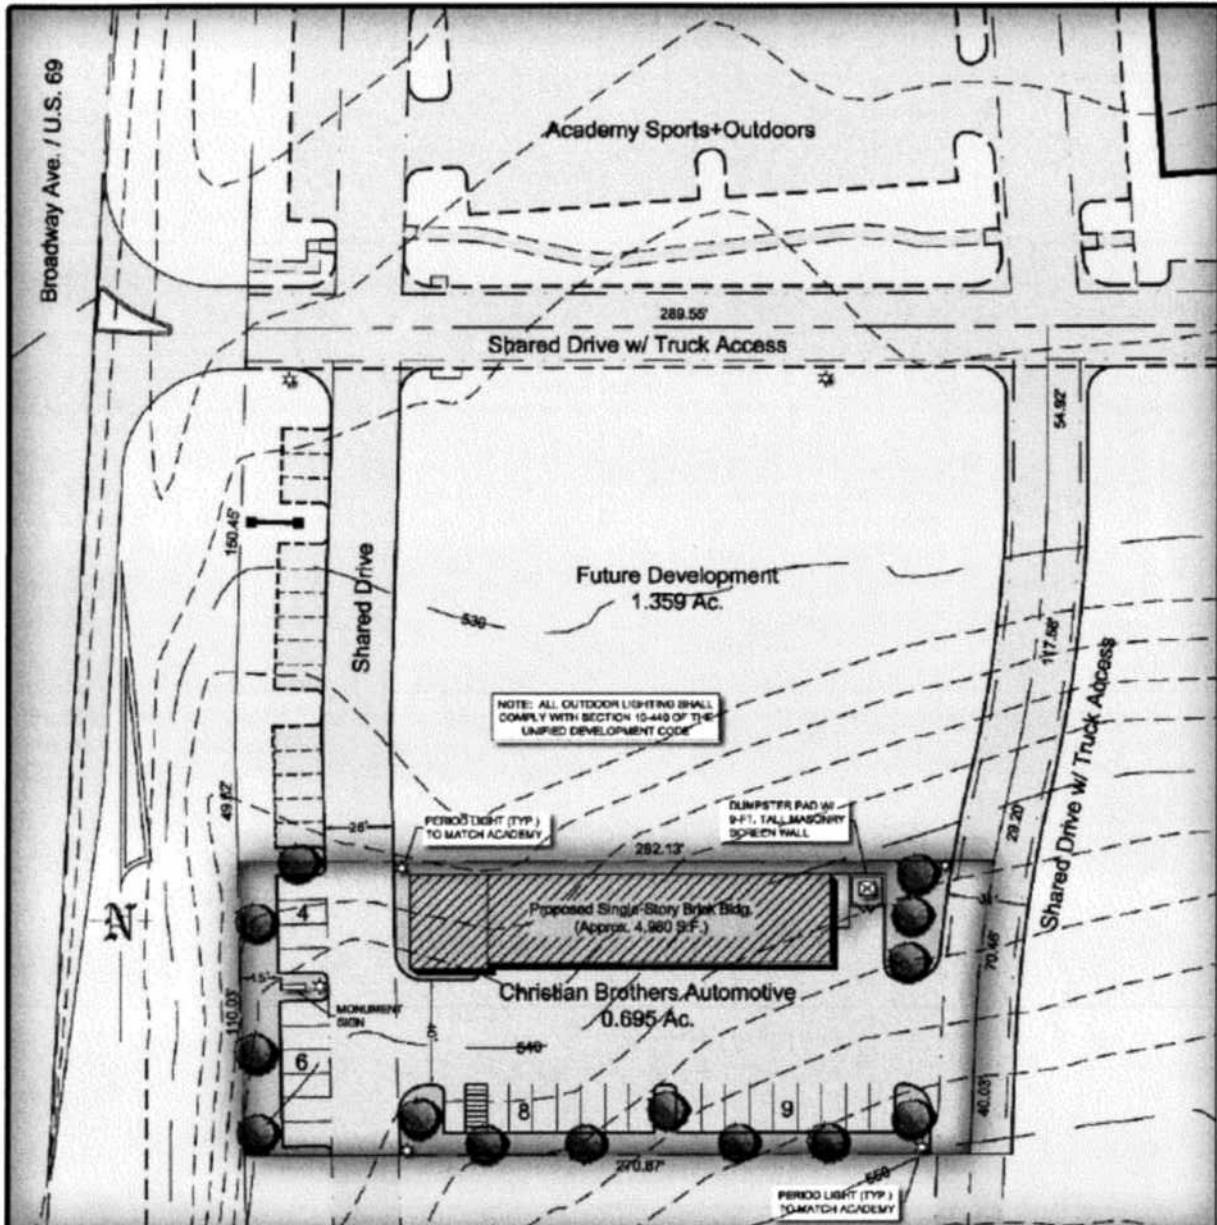 Broadway Ave. / U.S. 69
Academy Sports+Outdoors
289.55'
Shared Drive w/ Truck Access
54.92'
150.45'
Shared Drive
Future Development
1.359 Ac.
530
117.56'
Shared Drive w/ Truck Access
NOTE: ALL OUTDOOR LIGHTING SHALL
COMPLY WITH SECTION 10-440 OF THE
UNIFIED DEVELOPMENT CODE
49.62'
26'
PERIOD LIGHT (TYP.)
TO MATCH ACADEMY
DUMPSTER PAD W/
9-FT. TALL MASONRY
SCREEN WALL
29.20'
282.13'
N
4
Proposed Single-Story Brick Bldg.
(Approx. 4,980 S.F.)
70.46'
15'
110.03'
MONUMENT
SIGN
Christian Brothers Automotive
0.695 Ac.
540
6
8
9
40.03'
270.87'
550
PERIOD LIGHT (TYP.)
TO MATCH ACADEMY